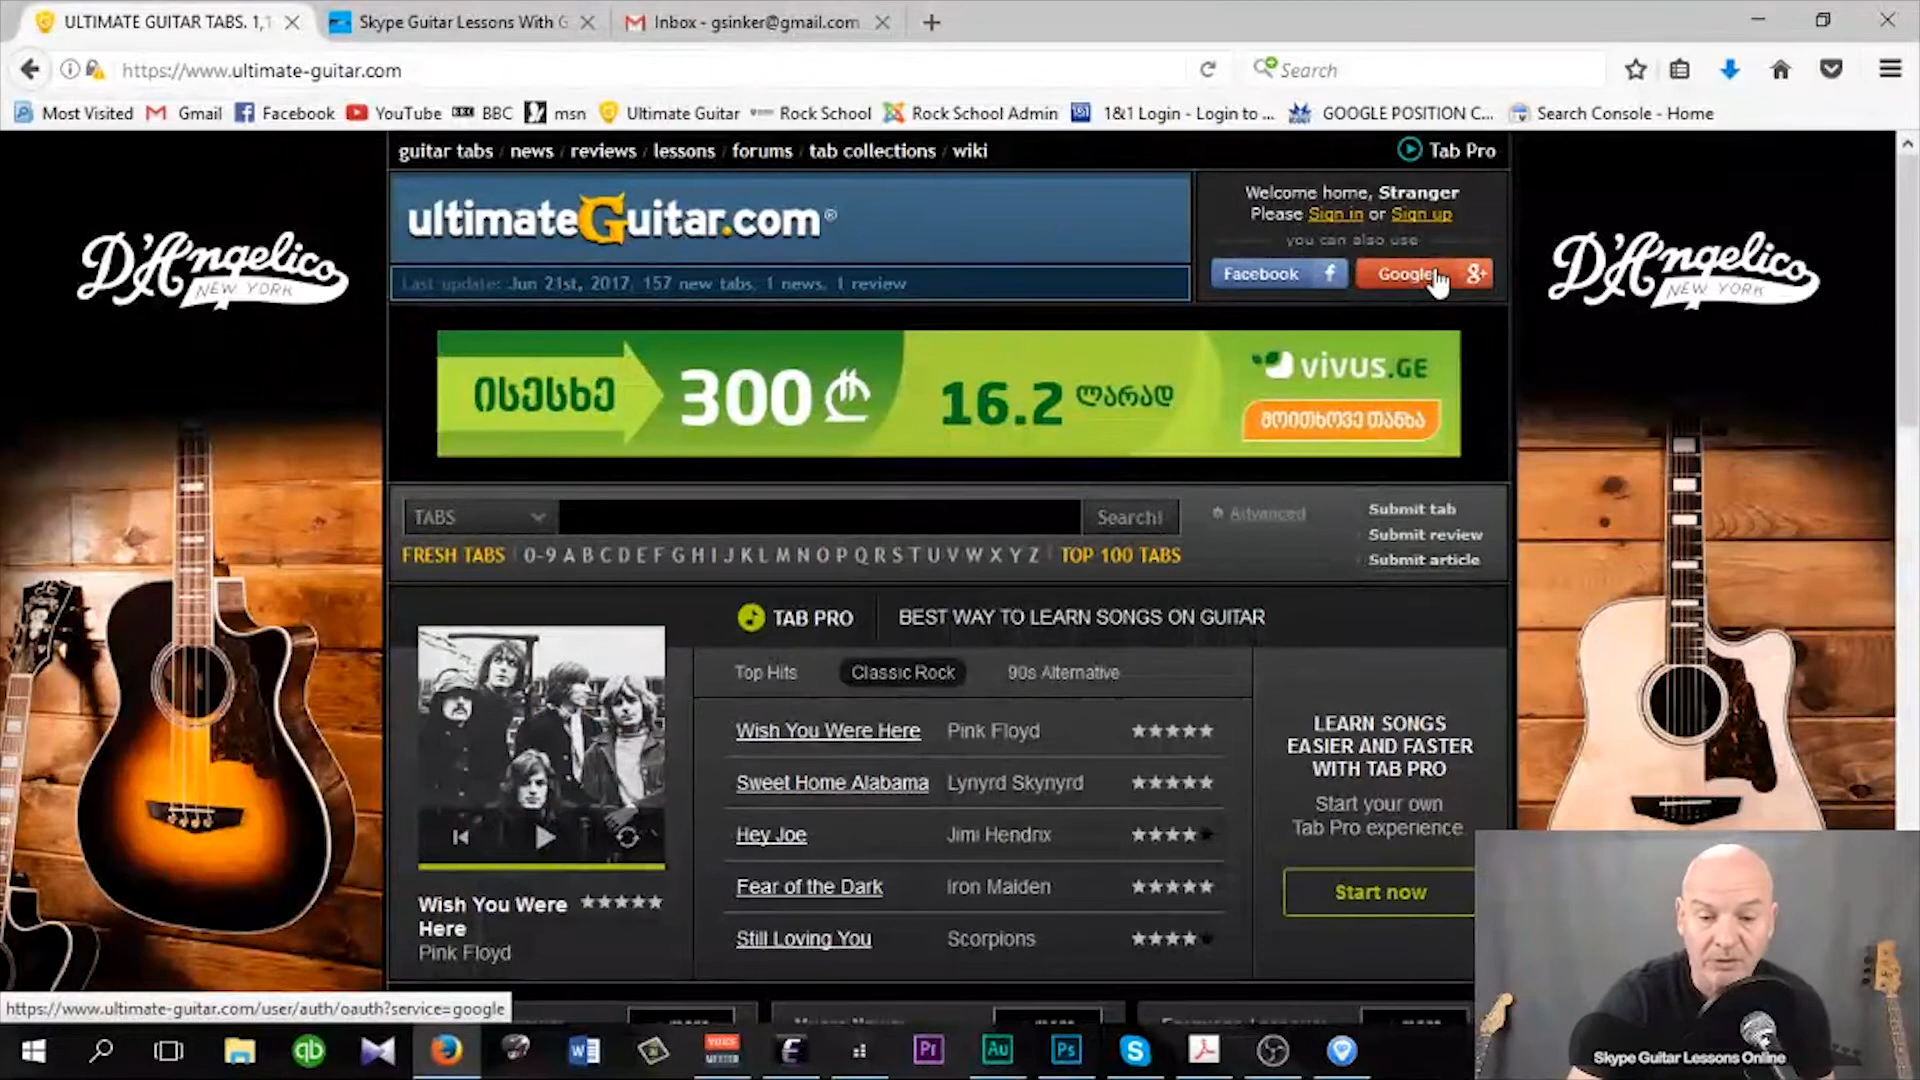 ULTIMATE GUITAR TABS. 1,1
Skype Guitar Lessons With G
Inbox - gsinker@gmail.com
https://www.ultimate-guitar.com
Search
Most Visited
Gmail
Facebook
YouTube
BBC
msn
Ultimate Guitar
Rock School
Rock School Admin
1&1 Login - Login to ...
GOOGLE POSITION C...
Search Console - Home
guitar tabs / news / reviews / lessons / forums / tab collections / wiki
Tab Pro
ultimateGuitar.com®
Welcome home, Stranger
Please Sign in or Sign up
you can also use
Facebook f
Google g+
Last update: Jun 21st, 2017, 157 new tabs, 1 news, 1 review
D'Angelico
NEW YORK
D'Angelico
NEW YORK
ისესხე
300 ₾
16.2 ლარად
VIVUS.GE
მოითხოვე თანხა
TABS
Search!
Advanced
Submit tab
Submit review
Submit article
FRESH TABS
0-9 A B C D E F G H I J K L M N O P Q R S T U V W X Y Z
TOP 100 TABS
TAB PRO
BEST WAY TO LEARN SONGS ON GUITAR
Top Hits
Classic Rock
90s Alternative
Wish You Were Here Pink Floyd
Sweet Home Alabama Lynyrd Skynyrd
Hey Joe Jimi Hendrix
Fear of the Dark Iron Maiden
Still Loving You Scorpions
LEARN SONGS
EASIER AND FASTER
WITH TAB PRO
Start your own
Tab Pro experience
Start now
Wish You Were
Here
Pink Floyd
https://www.ultimate-guitar.com/user/auth/oauth?service=google
qb
W
Pr
Au
Ps
S
Skype Guitar Lessons Online